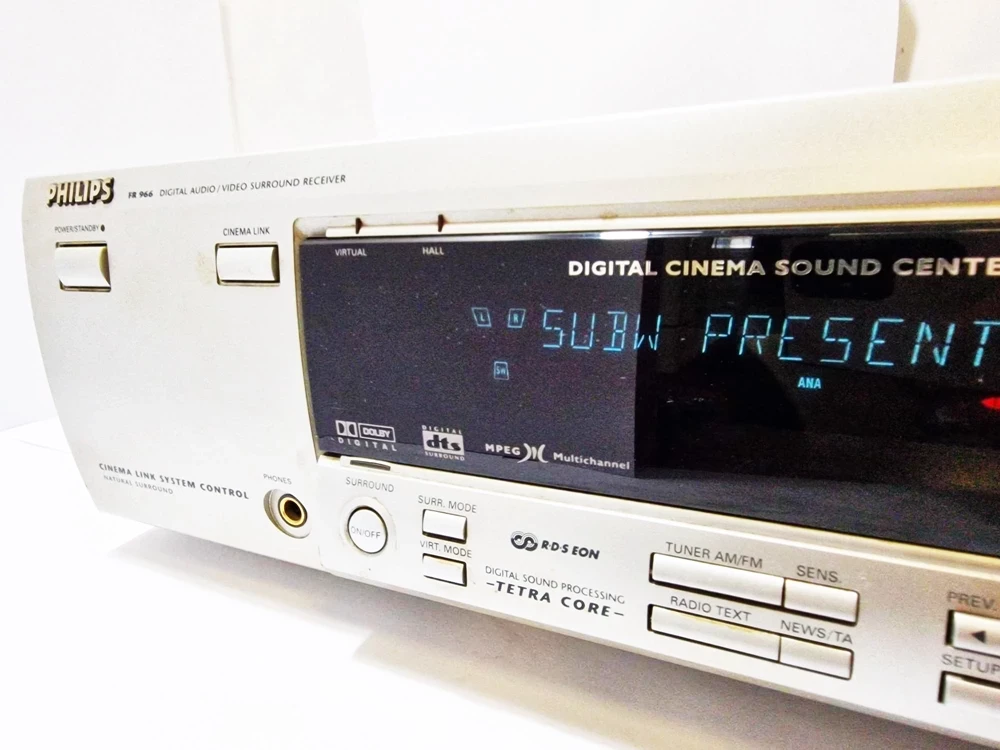 PHILIPS FR 966 DIGITAL AUDIO / VIDEO SURROUND RECEIVER
POWER/STANDBY
CINEMA LINK
VIRTUAL
HALL
DIGITAL CINEMA SOUND CENTE
L R SUBW PRESENT
SW
ANA
DOLBY
DIGITAL
DIGITAL
dts
SURROUND
MPEG Multichannel
CINEMA LINK SYSTEM CONTROL
NATURAL SURROUND
PHONES
SURROUND
ON/OFF
SURR. MODE
VIRT. MODE
R·D·S EON
DIGITAL SOUND PROCESSING
–TETRA CORE–
TUNER AM/FM
SENS.
RADIO TEXT
NEWS/TA
PREV.
SETUP